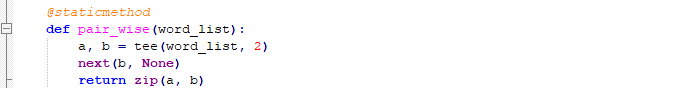 @staticmethod
def pair_wise(word_list):
    a, b = tee(word_list, 2)
    next(b, None)
    return zip(a, b)